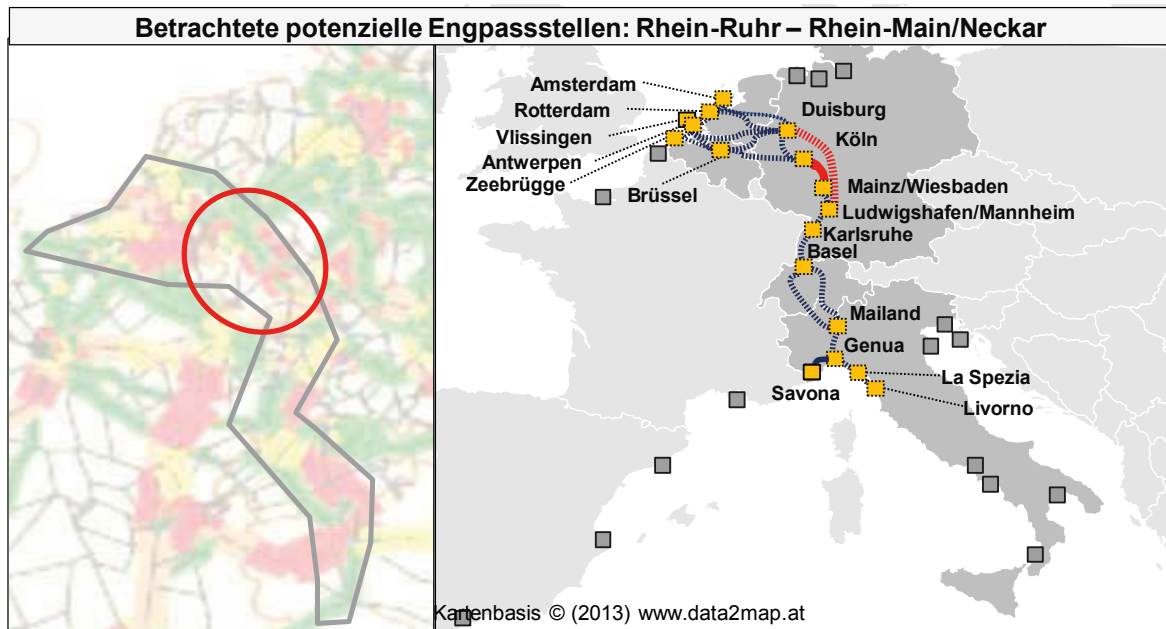 Betrachtete potenzielle Engpassstellen: Rhein-Ruhr – Rhein-Main/Neckar
Amsterdam
Rotterdam
Vlissingen
Antwerpen
Zeebrügge
Brüssel
Duisburg
Köln
Mainz/Wiesbaden
Ludwigshafen/Mannheim
Karlsruhe
Basel
Mailand
Genua
Savona
La Spezia
Livorno
Kartenbasis © (2013) www.data2map.at